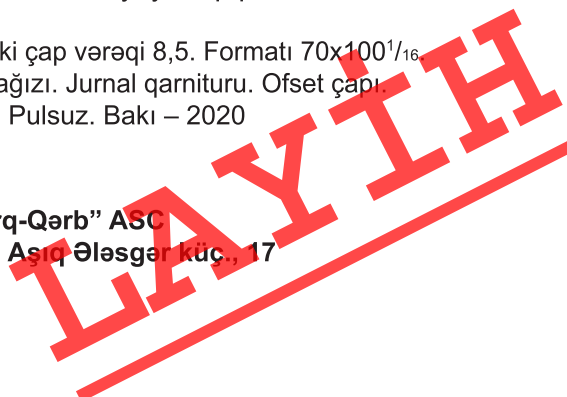 ki çap vərəqi 8,5. Formatı 70x100¹/₁₆.
ağızı. Jurnal qarnituru. Ofset çapı.
Pulsuz. Bakı – 2020
rq-Qərb” ASC
Aşıq Ələsgər küç., 17
LAYİH